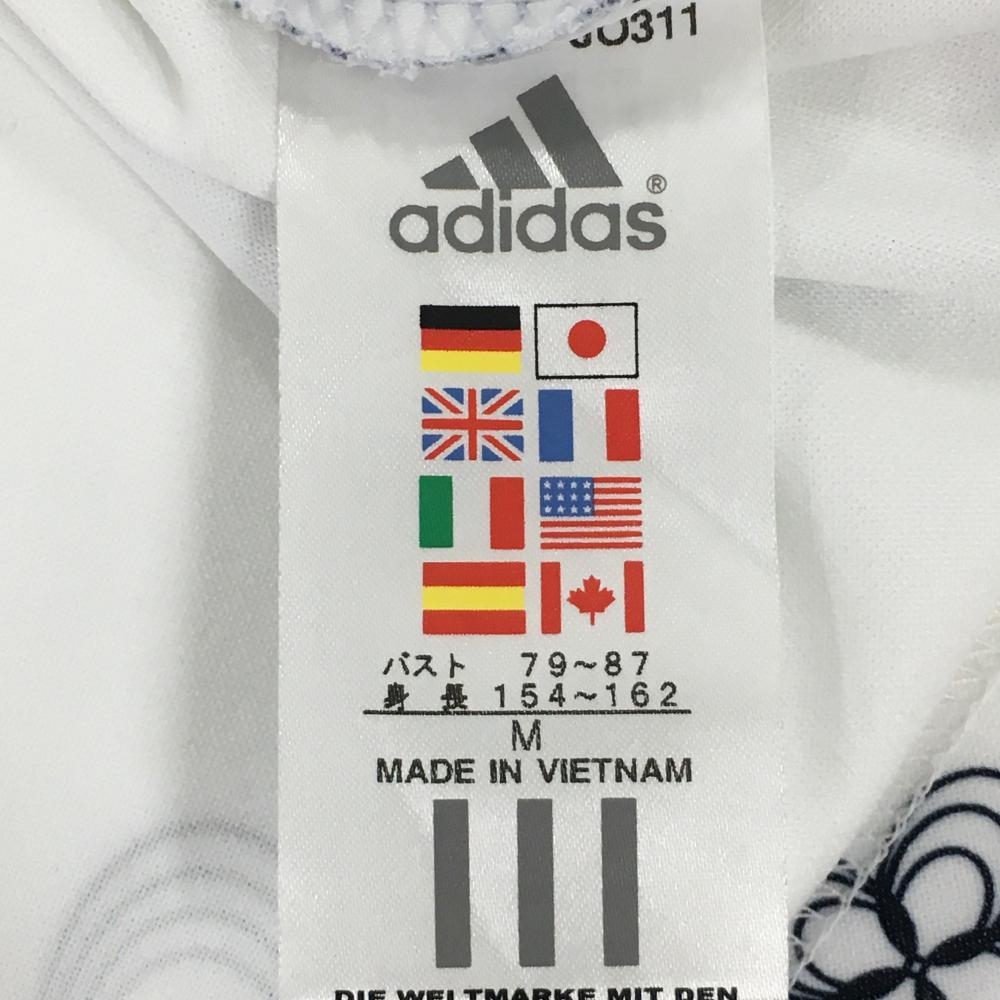 JO311
adidas®
バスト 79～87
身長 154～162
M
MADE IN VIETNAM
DIE WELTMARKE MIT DEN